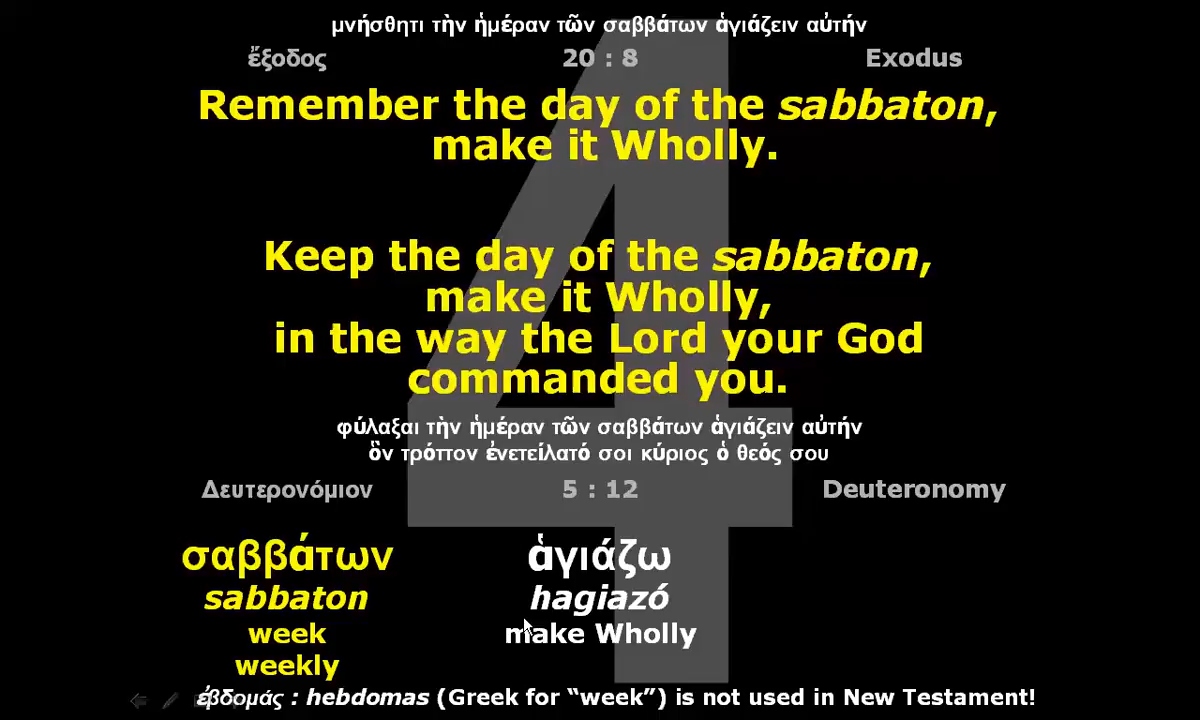 μνήσθητι τὴν ἡμέραν τῶν σαββάτων ἁγιάζειν αὐτήν
ἔξοδος 20 : 8 Exodus
Remember the day of the sabbaton,
make it Wholly.
Keep the day of the sabbaton,
make it Wholly,
in the way the Lord your God
commanded you.
φύλαξαι τὴν ἡμέραν τῶν σαββάτων ἁγιάζειν αὐτήν
ὃν τρόπον ἐνετείλατό σοι κύριος ὁ θεός σου
Δευτερονόμιον 5 : 12 Deuteronomy
4
σαββάτων ἁγιάζω
sabbaton hagiazó
week make Wholly
weekly
ἑβδομάς : hebdomas (Greek for “week”) is not used in New Testament!